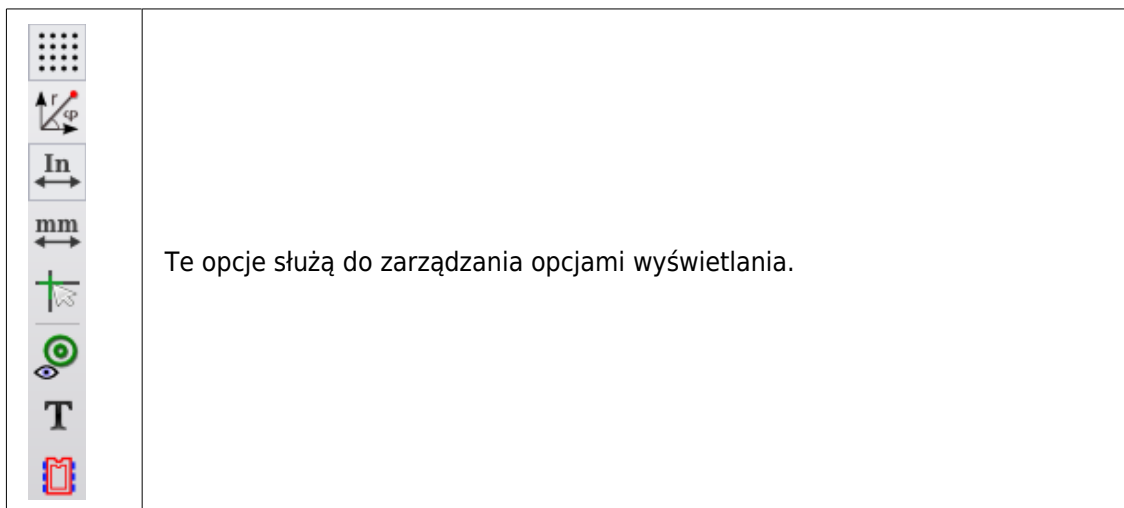 r
φ
In
mm
Te opcje służą do zarządzania opcjami wyświetlania.
T